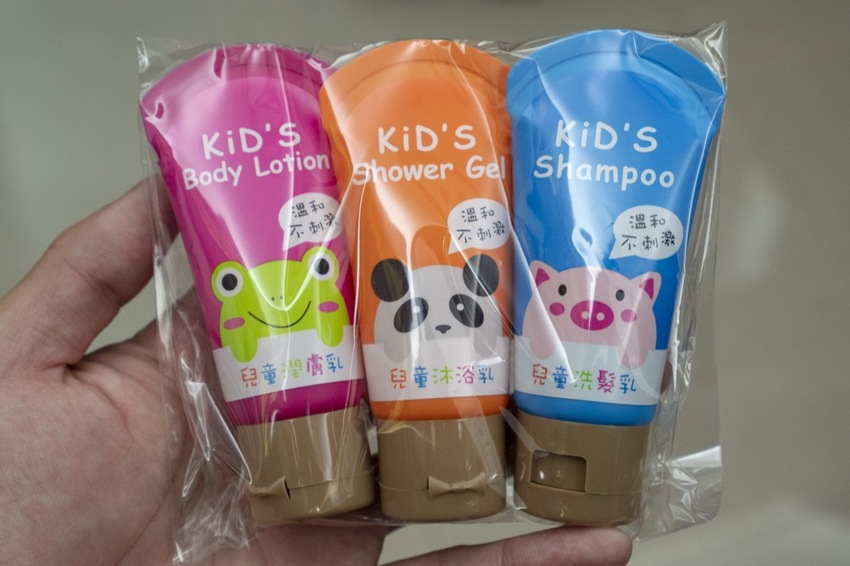 KiD'S
Body Lotion
溫和
不刺激
兒童潤膚乳
KiD'S
Shower Gel
溫和
不刺激
兒童沐浴乳
KiD'S
Shampoo
溫和
不刺激
兒童洗髮乳